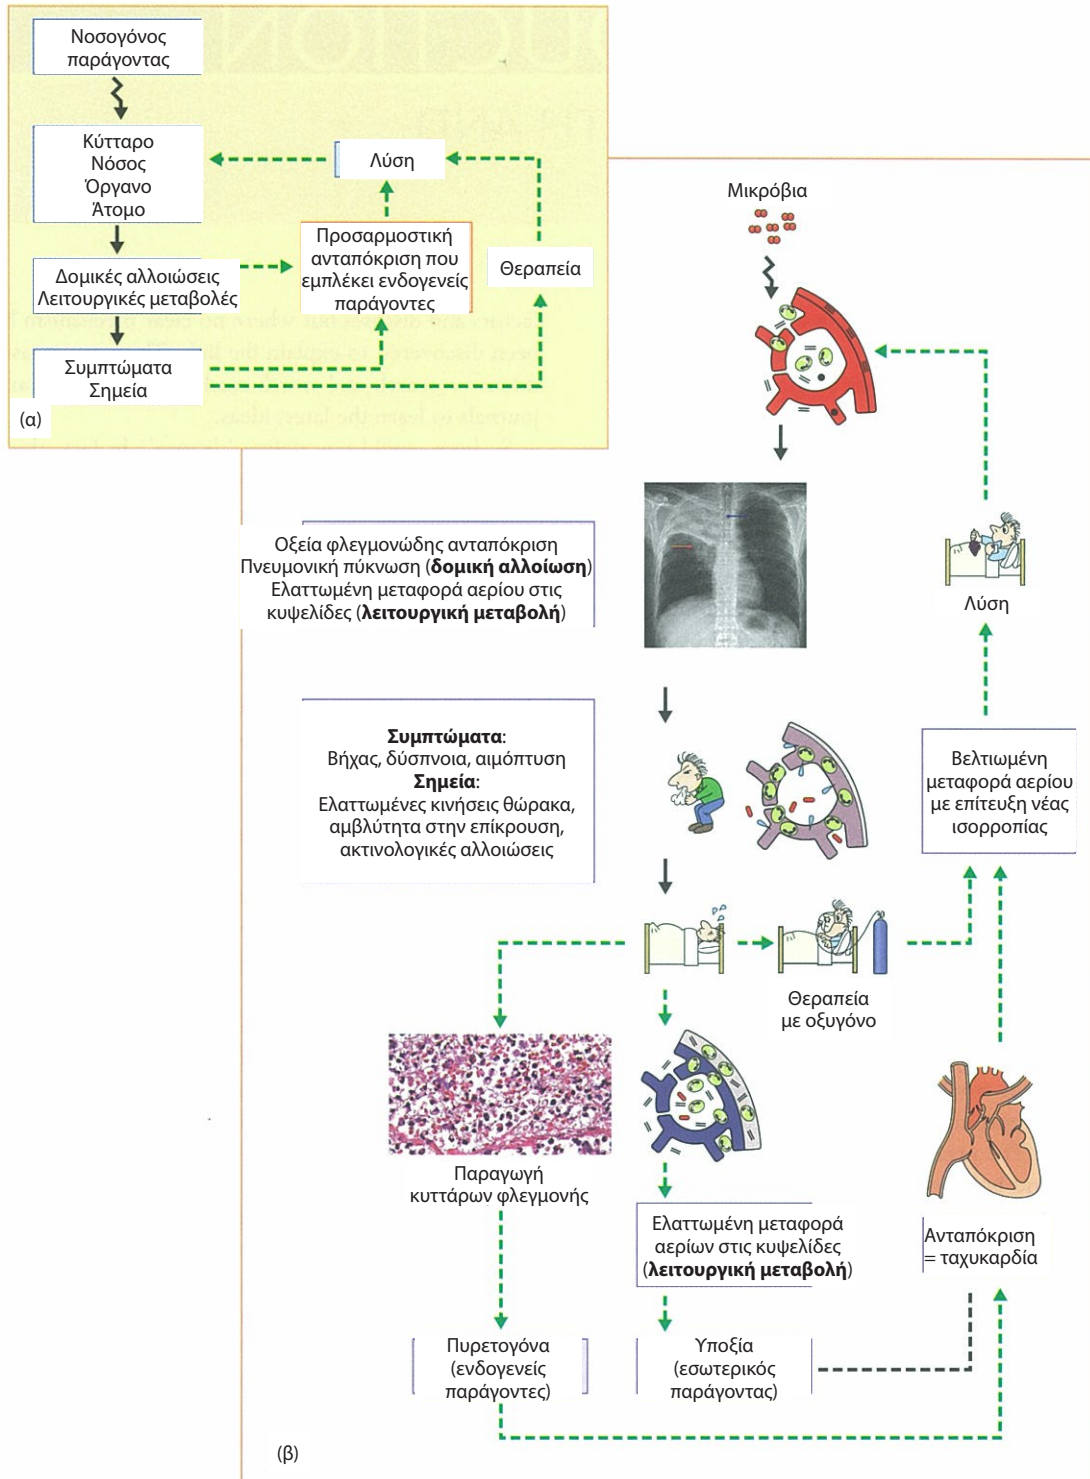 Νοσογόνος
παράγοντας
Κύτταρο
Νόσος
Όργανο
Άτομο
Λύση
Προσαρμοστική
ανταπόκριση που
εμπλέκει ενδογενείς
παράγοντες
Θεραπεία
Δομικές αλλοιώσεις
Λειτουργικές μεταβολές
Συμπτώματα
Σημεία
(α)
Μικρόβια
Οξεία φλεγμονώδης ανταπόκριση
Πνευμονική πύκνωση (δομική αλλοίωση)
Ελαττωμένη μεταφορά αερίου στις
κυψελίδες (λειτουργική μεταβολή)
Λύση
Συμπτώματα:
Βήχας, δύσπνοια, αιμόπτυση
Σημεία:
Ελαττωμένες κινήσεις θώρακα,
αμβλύτητα στην επίκρουση,
ακτινολογικές αλλοιώσεις
Βελτιωμένη
μεταφορά αερίου
με επίτευξη νέας
ισορροπίας
Θεραπεία
με οξυγόνο
Παραγωγή
κυττάρων φλεγμονής
Ελαττωμένη μεταφορά
αερίων στις κυψελίδες
(λειτουργική μεταβολή)
Ανταπόκριση
= ταχυκαρδία
Πυρετογόνα
(ενδογενείς
παράγοντες)
Υποξία
(εσωτερικός
παράγοντας)
(β)